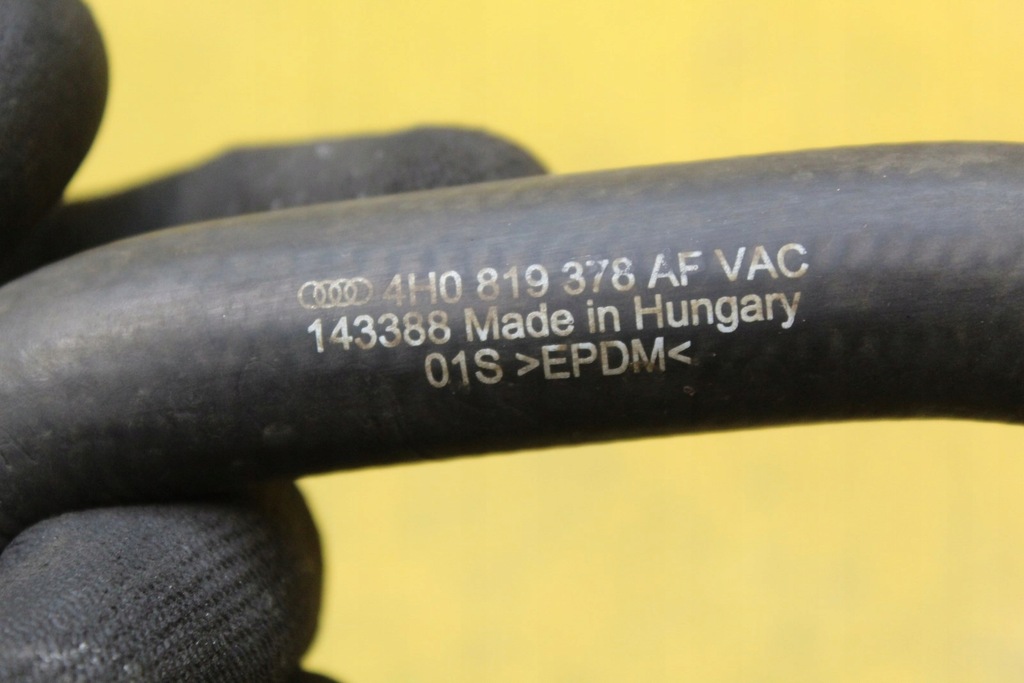 4H0 819 378 AF VAC
143388 Made in Hungary
01S >EPDM<